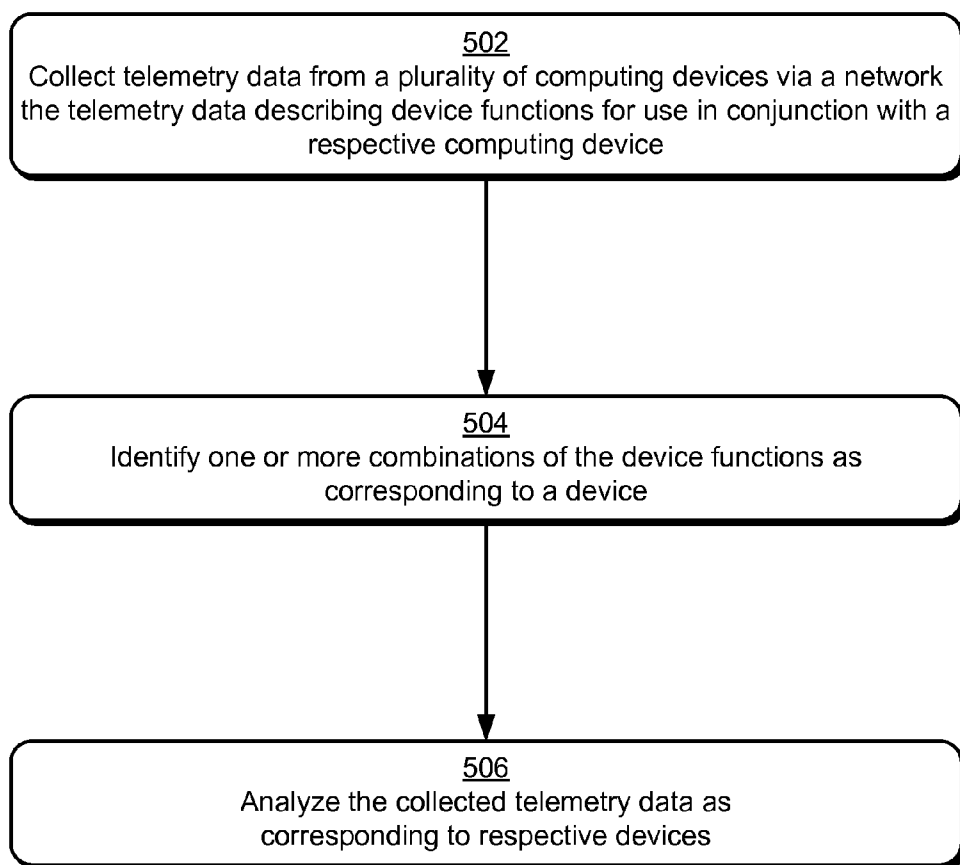 502
Collect telemetry data from a plurality of computing devices via a network
the telemetry data describing device functions for use in conjunction with a
respective computing device
504
Identify one or more combinations of the device functions as
corresponding to a device
506
Analyze the collected telemetry data as
corresponding to respective devices